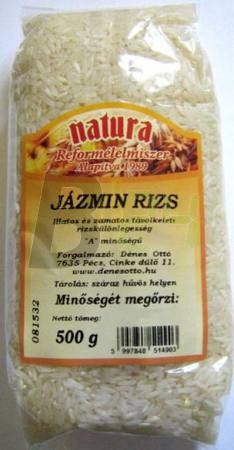 natura
Reformélelmiszer
Alapítva 1989
JÁZMIN RIZS
Illatos és zamatos távolkeleti
rizskülönlegesség
"A" minőségű
Forgalmazó: Dénes Ottó
7635 Pécs, Cinke dűlő 11.
www.denesotto.hu
Tárolás: száraz hűvös helyen
Minőségét megőrzi:
Nettó tömeg:
500 g
081532
5 997848 514903